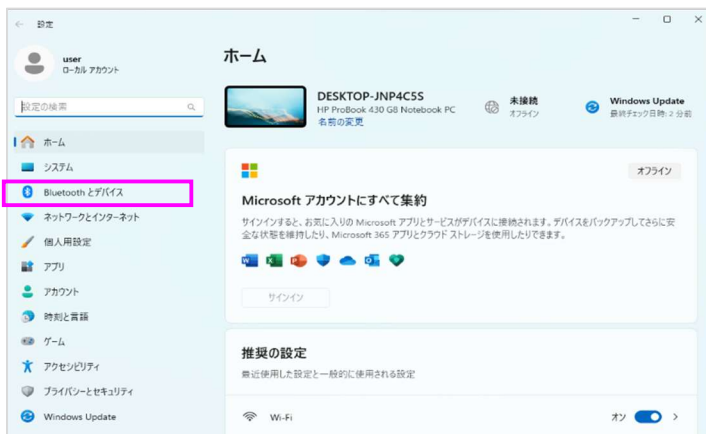 設定
user
ローカル アカウント
設定の検索
ホーム
システム
Bluetooth とデバイス
ネットワークとインターネット
個人用設定
アプリ
アカウント
時刻と言語
ゲーム
アクセシビリティ
プライバシーとセキュリティ
Windows Update
ホーム
DESKTOP-JNP4C5S
HP ProBook 430 G8 Notebook PC
名前の変更
未接続
オフライン
Windows Update
最終チェック日時: 2 分前
オフライン
Microsoft アカウントにすべて集約
サインインすると、お気に入りの Microsoft アプリとサービスがデバイスに接続されます。デバイスをバックアップしてさらに安
全な状態を維持したり、Microsoft 365 アプリとクラウド ストレージを使用したりできます。
サインイン
推奨の設定
最近使用した設定と一般的に使用される設定
Wi-Fi
オン